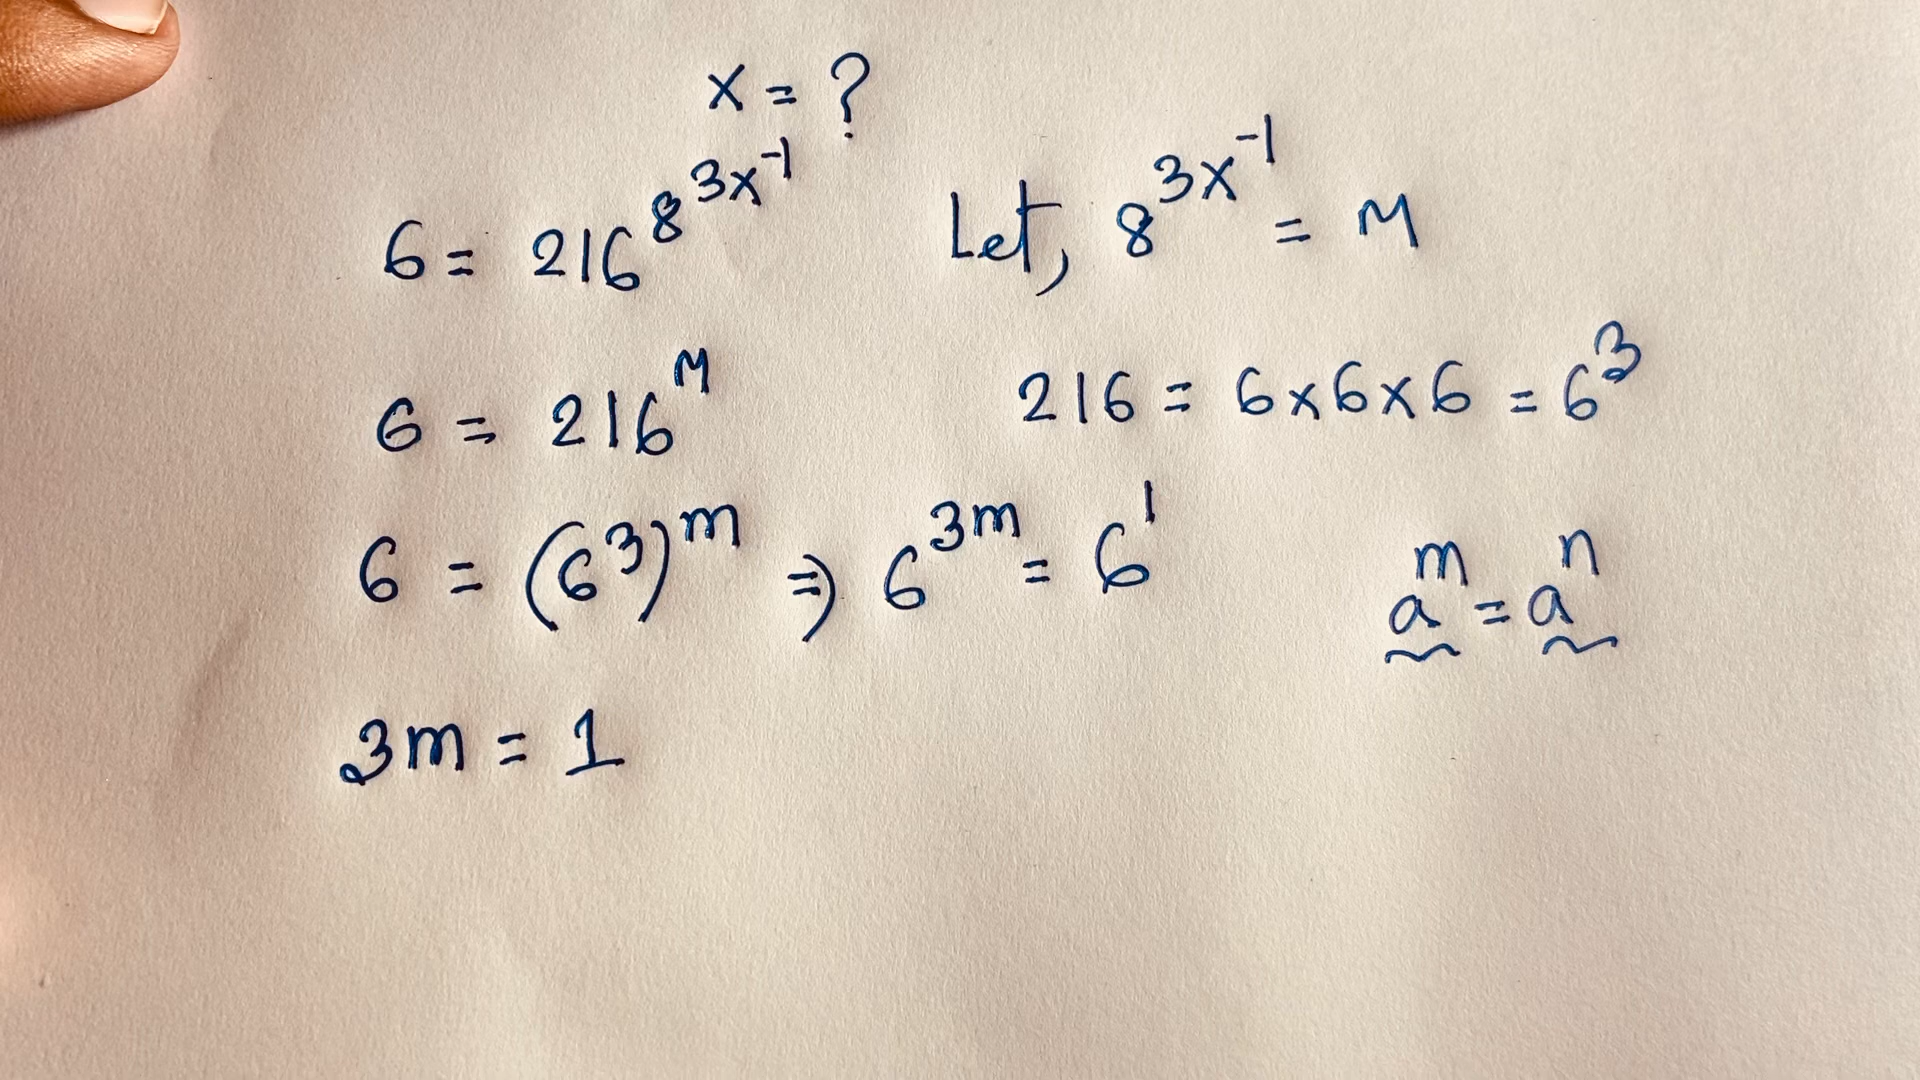 x = ?
6 = 216^8^3x^-1
Let, 8^3x^-1 = M
6 = 216^M
216 = 6×6×6 = 6^3
6 = (6^3)^m ⇒ 6^3m = 6^1
a^m = a^n
3m = 1